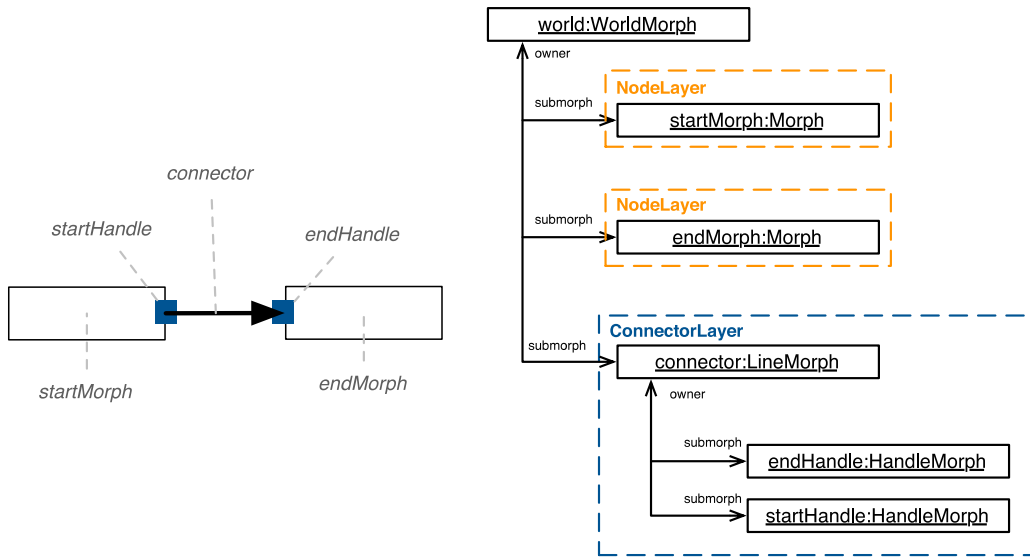 connector
startHandle
endHandle
startMorph
endMorph
world:WorldMorph
owner
NodeLayer
submorph
startMorph:Morph
NodeLayer
submorph
endMorph:Morph
ConnectorLayer
submorph
connector:LineMorph
owner
submorph
endHandle:HandleMorph
submorph
startHandle:HandleMorph